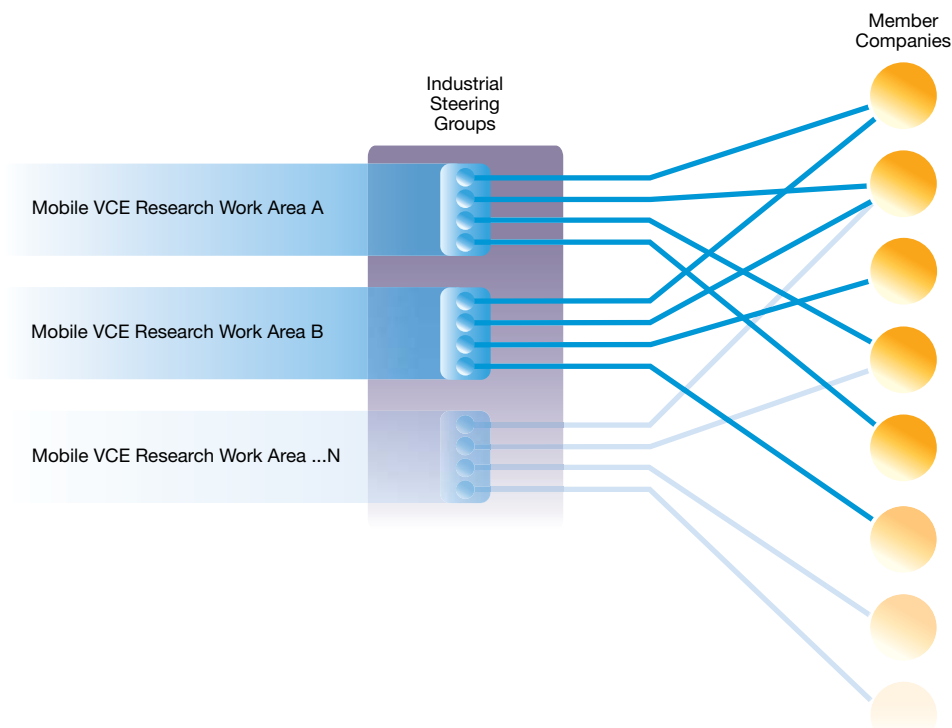 Member
Companies
Industrial
Steering
Groups
Mobile VCE Research Work Area A
Mobile VCE Research Work Area B
Mobile VCE Research Work Area ...N